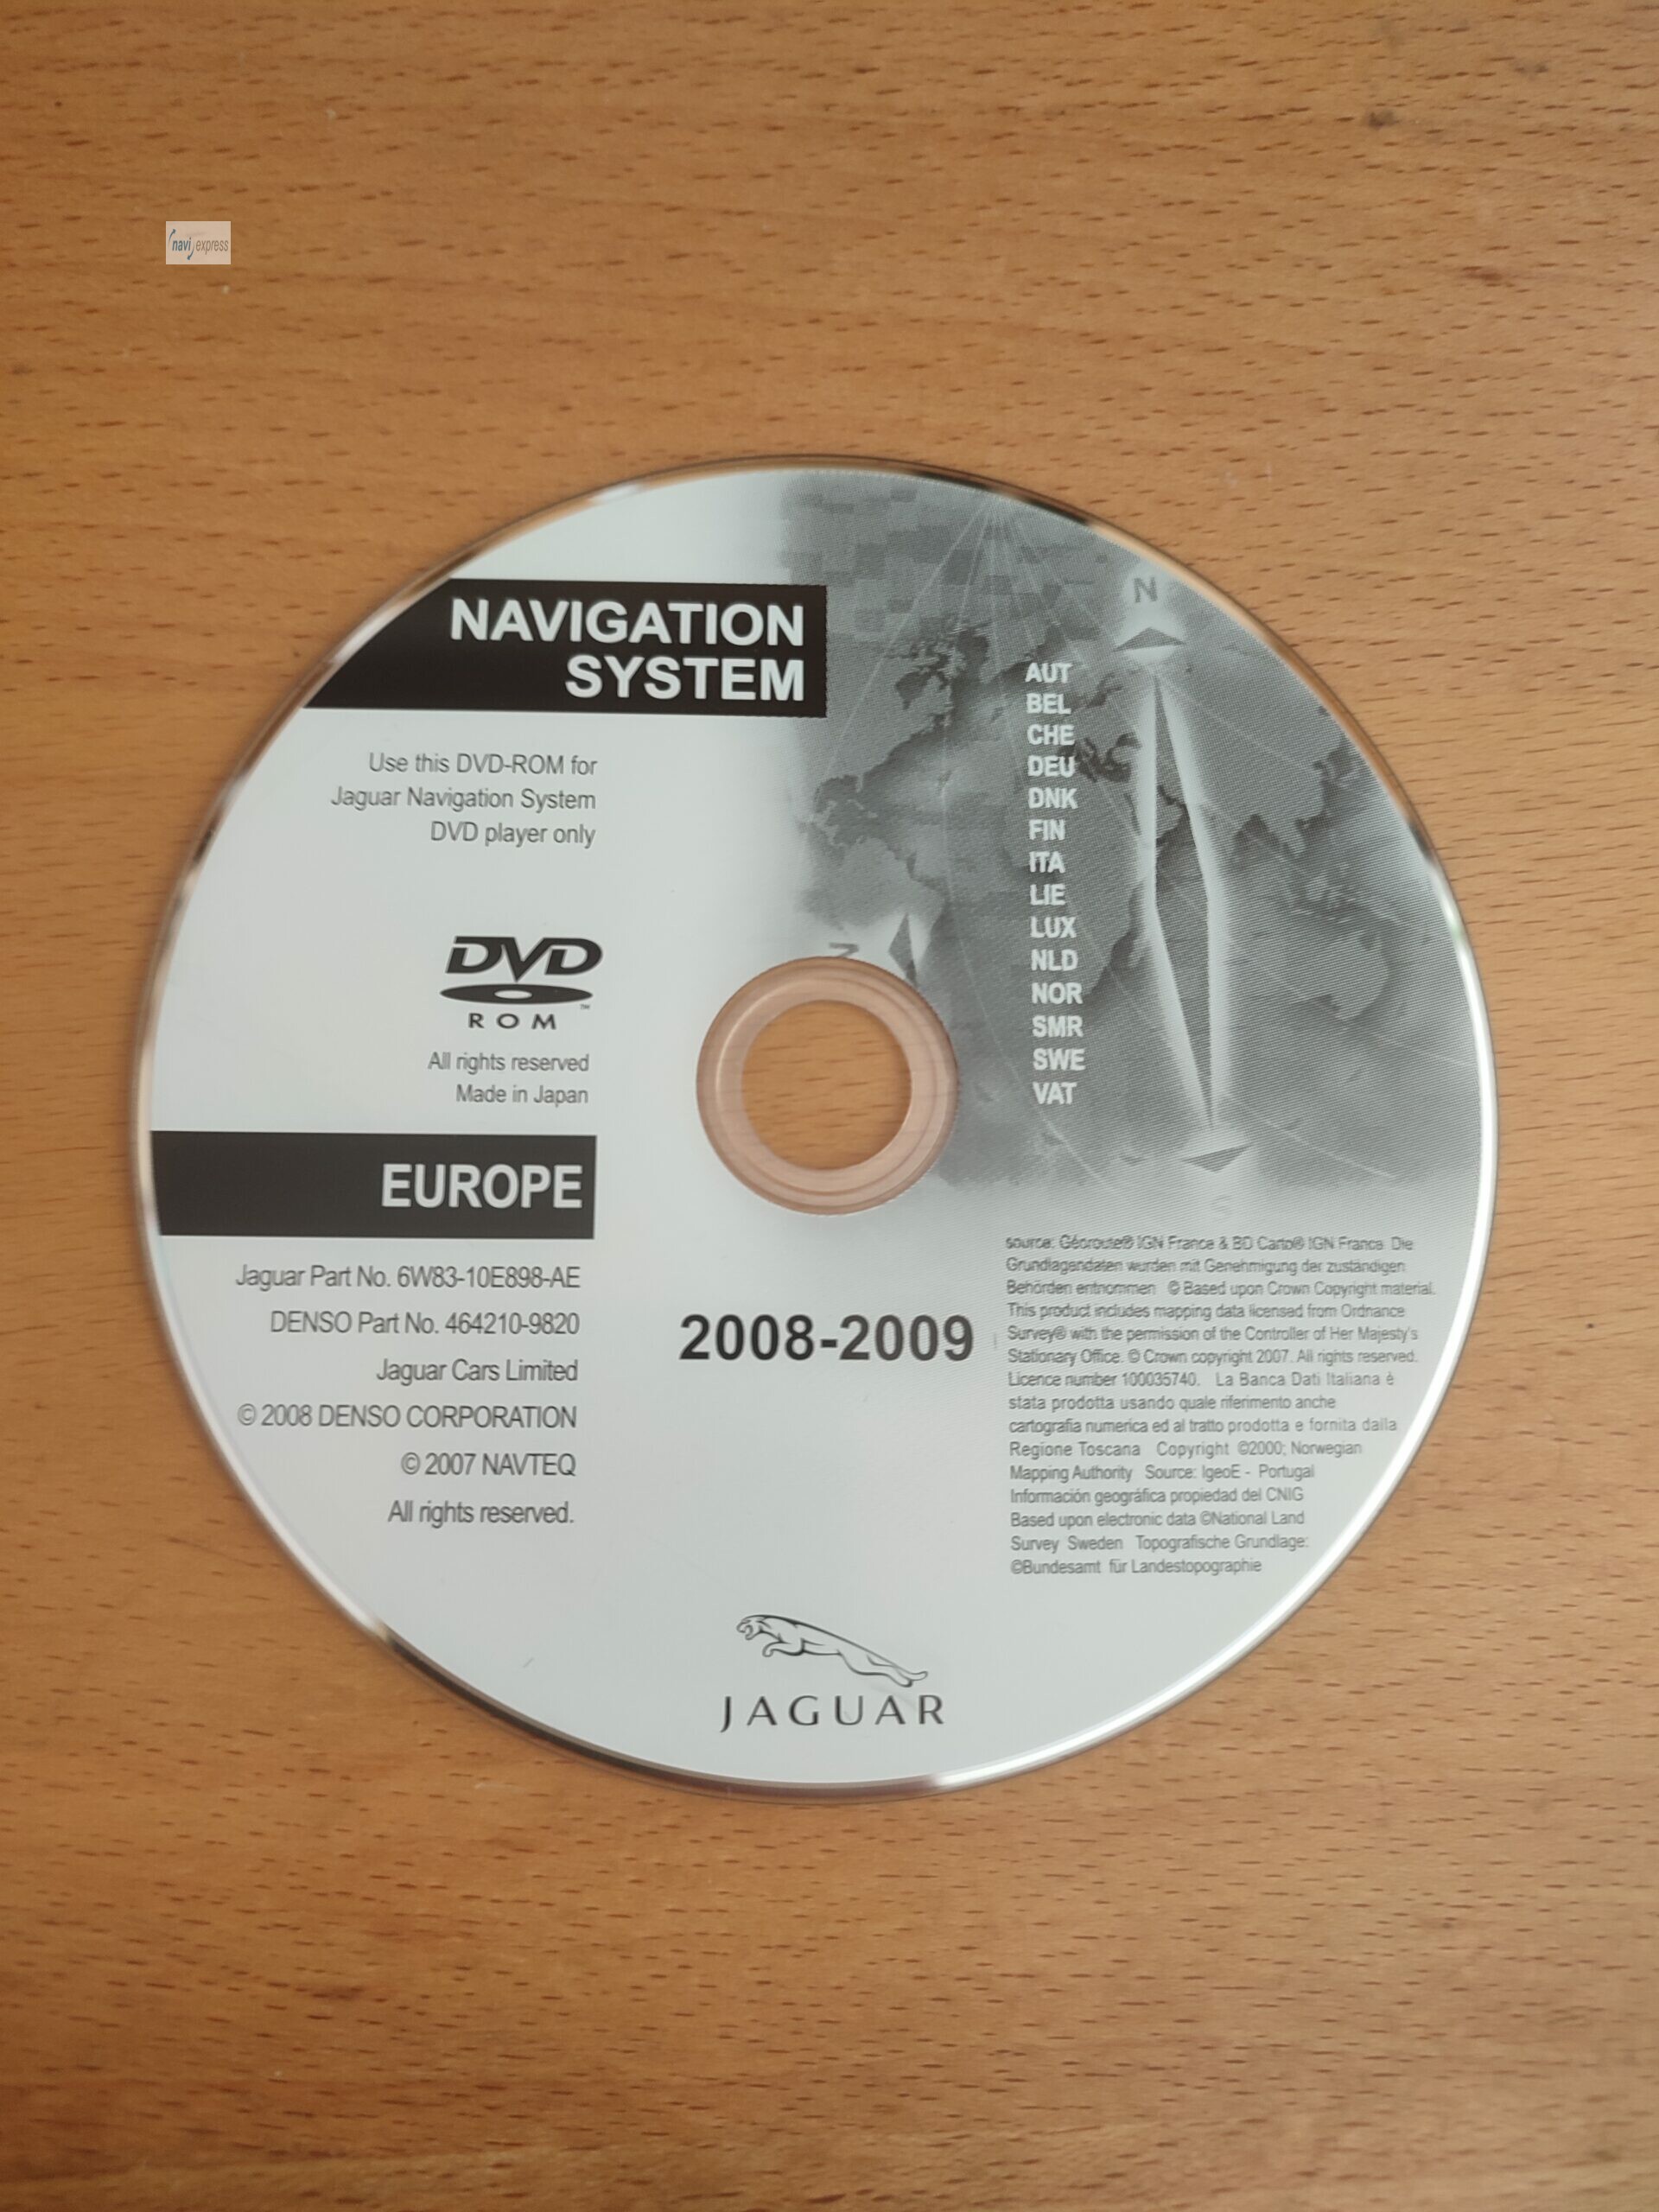 navi express
NAVIGATION
SYSTEM
Use this DVD-ROM for
Jaguar Navigation System
DVD player only
DVD
™
ROM
All rights reserved
Made in Japan
EUROPE
Jaguar Part No. 6W83-10E898-AE
DENSO Part No. 464210-9820
Jaguar Cars Limited
© 2008 DENSO CORPORATION
© 2007 NAVTEQ
All rights reserved.
N
N
AUT
BEL
CHE
DEU
DNK
FIN
ITA
LIE
LUX
NLD
NOR
SMR
SWE
VAT
S
2008-2009
source: Géoroute® IGN France & BD Carto® IGN France Die
Grundlagendaten wurden mit Genehmigung der zuständigen
Behörden entnommen © Based upon Crown Copyright material.
This product includes mapping data licensed from Ordnance
Survey® with the permission of the Controller of Her Majesty's
Stationary Office. © Crown copyright 2007. All rights reserved.
Licence number 100035740. La Banca Dati Italiana è
stata prodotta usando quale riferimento anche
cartografia numerica ed al tratto prodotta e fornita dalla
Regione Toscana Copyright ©2000; Norwegian
Mapping Authority Source: IgeoE - Portugal
Información geográfica propiedad del CNIG
Based upon electronic data ©National Land
Survey Sweden Topografische Grundlage:
©Bundesamt für Landestopographie
JAGUAR